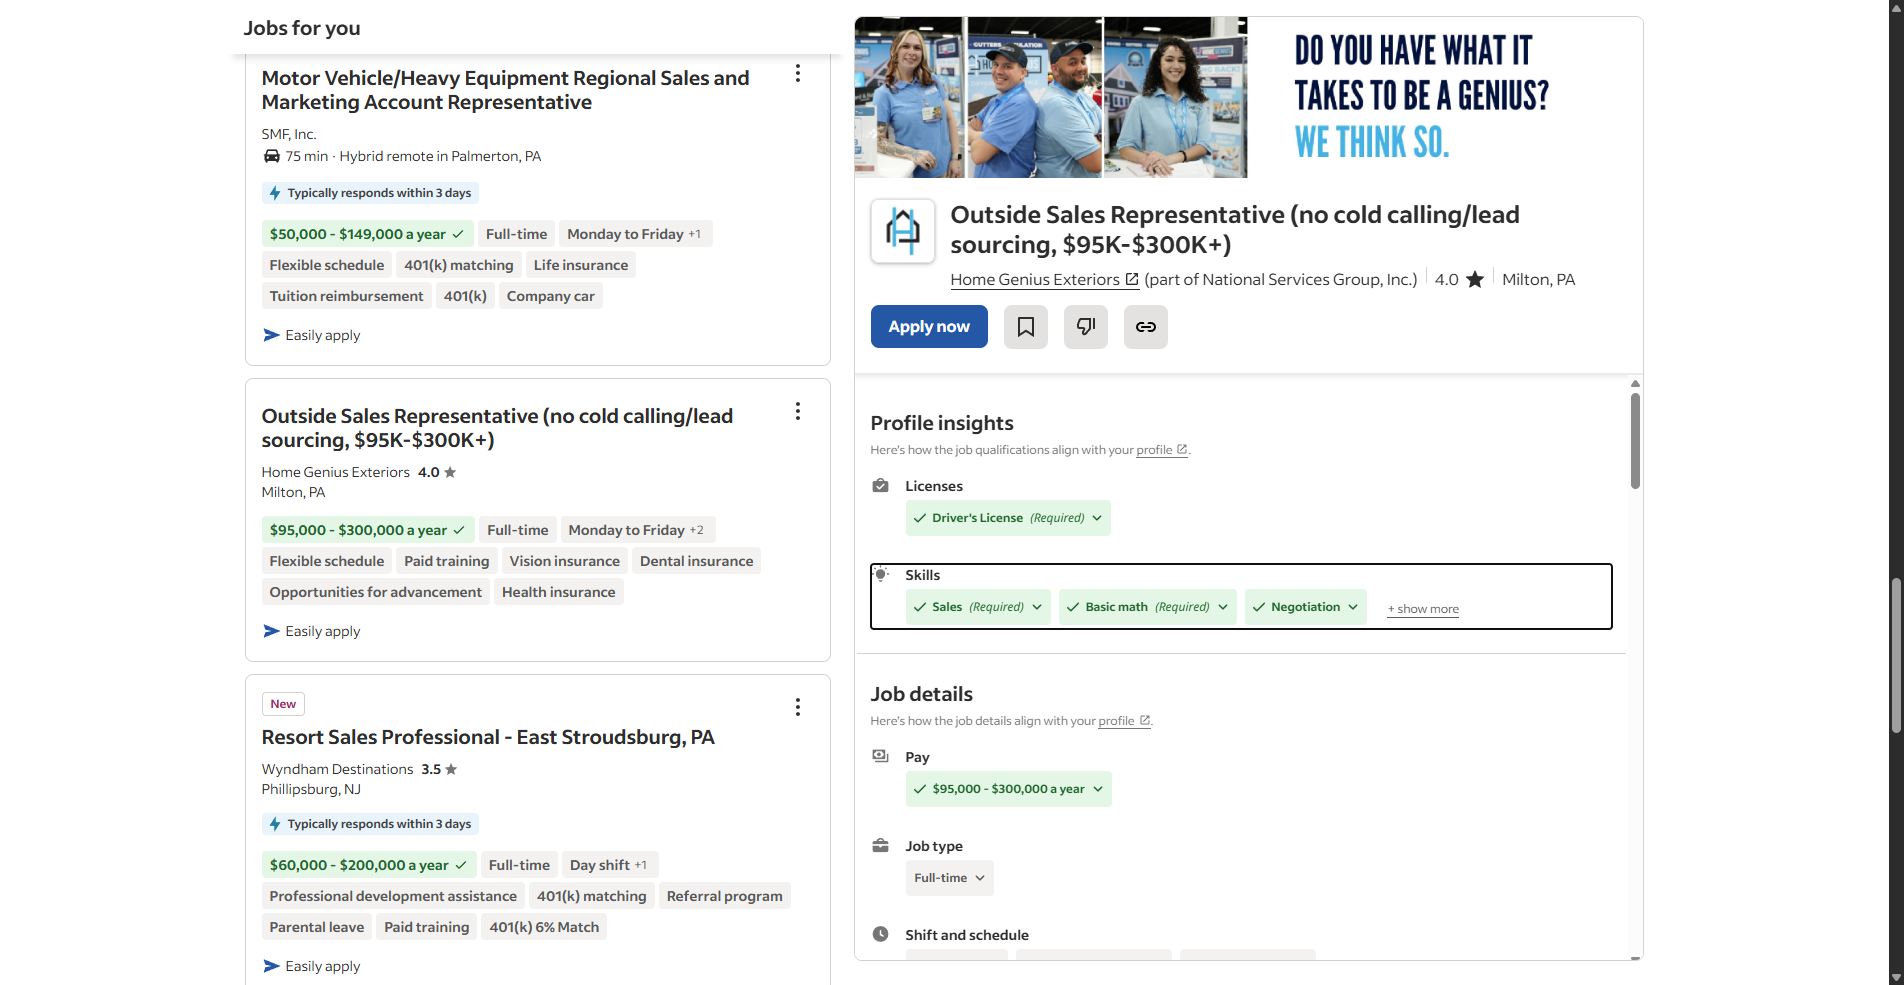 Jobs for you
Motor Vehicle/Heavy Equipment Regional Sales and
Marketing Account Representative
SMF, Inc.
75 min · Hybrid remote in Palmerton, PA
Typically responds within 3 days
$50,000 - $149,000 a year Full-time Monday to Friday +1
Flexible schedule 401(k) matching Life insurance
Tuition reimbursement 401(k) Company car
Easily apply
Outside Sales Representative (no cold calling/lead
sourcing, $95K-$300K+)
Home Genius Exteriors 4.0
Milton, PA
$95,000 - $300,000 a year Full-time Monday to Friday +2
Flexible schedule Paid training Vision insurance Dental insurance
Opportunities for advancement Health insurance
Easily apply
New
Resort Sales Professional - East Stroudsburg, PA
Wyndham Destinations 3.5
Phillipsburg, NJ
Typically responds within 3 days
$60,000 - $200,000 a year Full-time Day shift +1
Professional development assistance 401(k) matching Referral program
Parental leave Paid training 401(k) 6% Match
Easily apply
DO YOU HAVE WHAT IT
TAKES TO BE A GENIUS?
WE THINK SO.
Outside Sales Representative (no cold calling/lead
sourcing, $95K-$300K+)
Home Genius Exteriors (part of National Services Group, Inc.) 4.0 Milton, PA
Apply now
Profile insights
Here's how the job qualifications align with your profile.
Licenses
Driver's License (Required)
Skills
Sales (Required) Basic math (Required) Negotiation + show more
Job details
Here's how the job details align with your profile.
Pay
$95,000 - $300,000 a year
Job type
Full-time
Shift and schedule